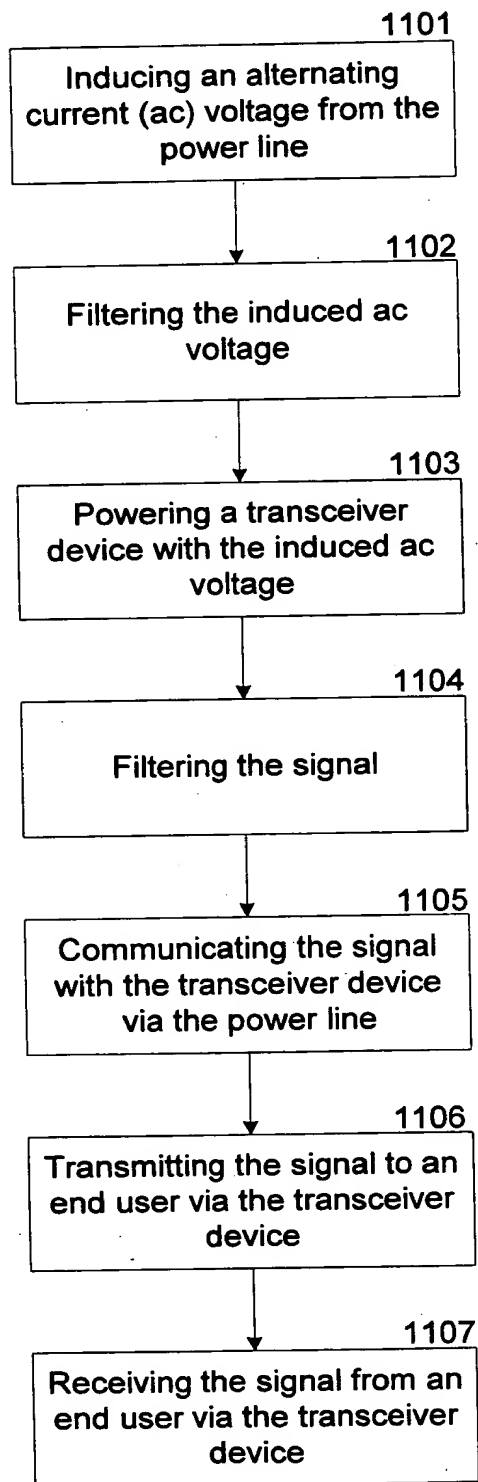 1101
Inducing an alternating
current (ac) voltage from the
power line
1102
Filtering the induced ac
voltage
1103
Powering a transceiver
device with the induced ac
voltage
1104
Filtering the signal
1105
Communicating the signal
with the transceiver device
via the power line
1106
Transmitting the signal to an
end user via the transceiver
device
1107
Receiving the signal from an
end user via the transceiver
device